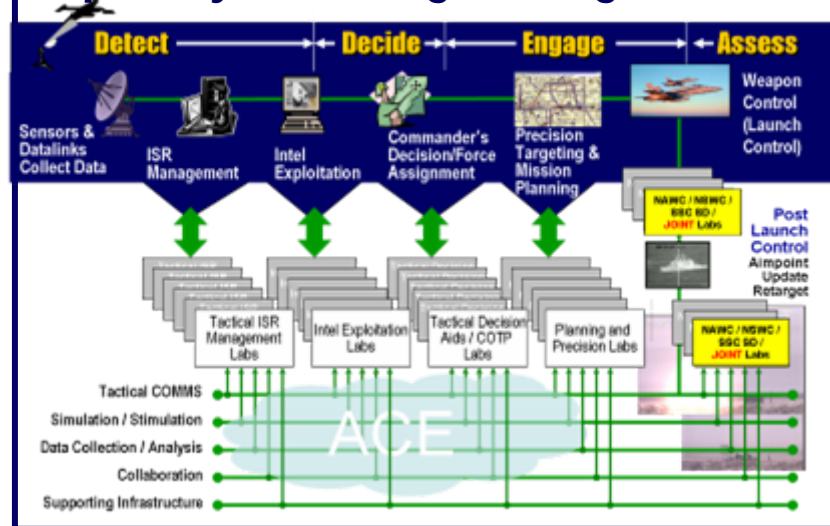 Detect
Decide
Engage
Assess
Sensors &
Datalinks
Collect Data
ISR
Management
Intel
Exploitation
Commander's
Decision/Force
Assignment
Precision
Targeting &
Mission
Planning
Weapon
Control
(Launch
Control)
NAWC / NSWC /
SSC SD /
JOINT Labs
Post
Launch
Control
Aimpoint
Update
Retarget
Tactical ISR
Management
Labs
Intel Exploitation
Labs
Tactical Decision
Aids / COTP
Labs
Planning and
Precision Labs
NAWC / NSWC /
SSC SD /
JOINT Labs
Tactical COMMS
Simulation / Stimulation
Data Collection / Analysis
Collaboration
Supporting Infrastructure
ACE